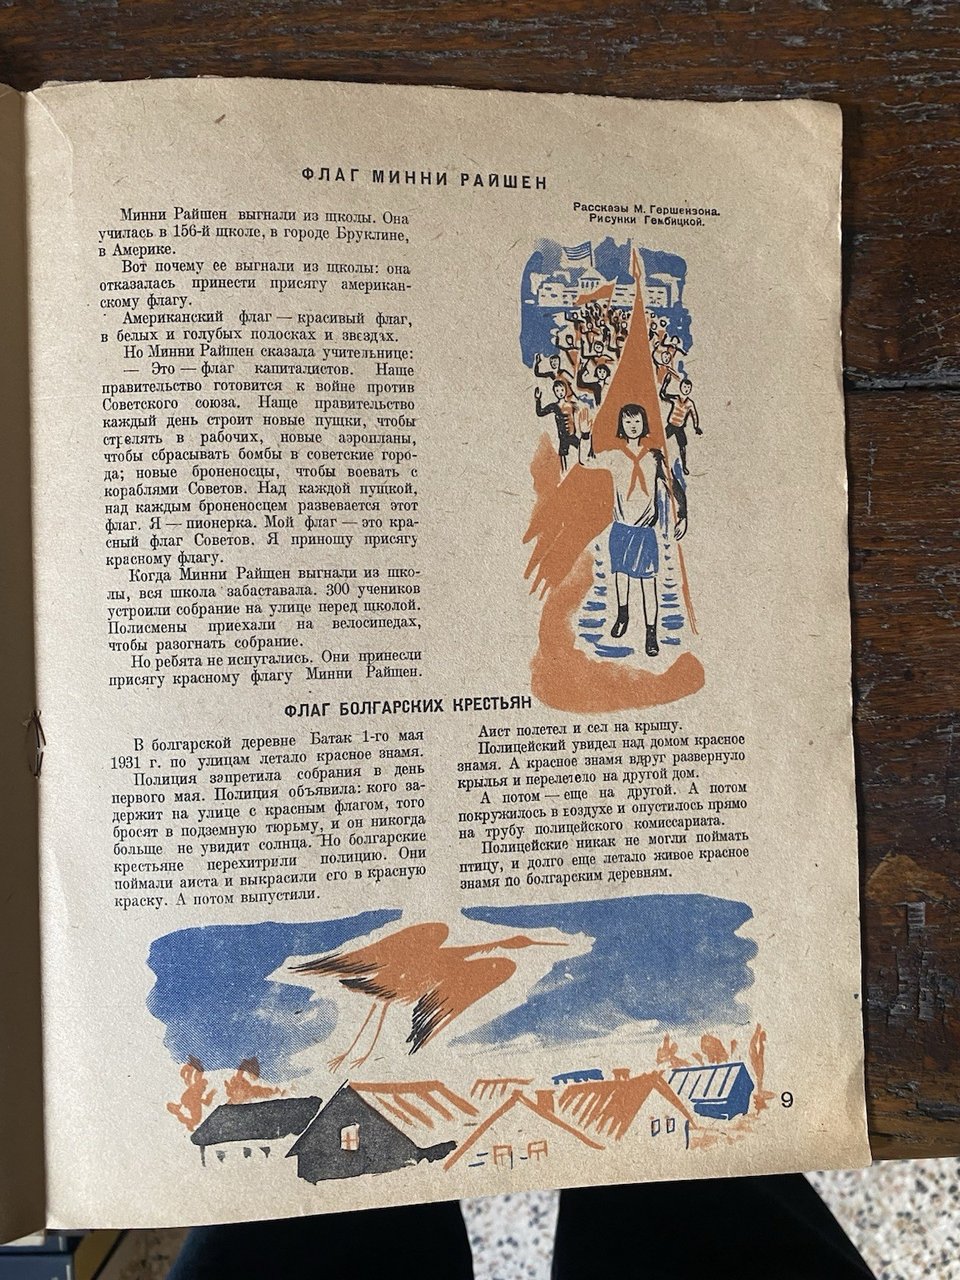 ФЛАГ МИННИ РАЙШЕН
Рассказы М. Гершензона.
Рисунки Гембицкой.
Минни Райшен выгнали из школы. Она
училась в 156-й школе, в городе Бруклине,
в Америке.
Вот почему ее выгнали из школы: она
отказалась принести присягу американ-
скому флагу.
Американский флаг — красивый флаг,
в белых и голубых полосках и звездах.
Но Минни Райшен сказала учительнице:
— Это — флаг капиталистов. Наше
правительство готовится к войне против
Советского союза. Наше правительство
каждый день строит новые пушки, чтобы
стрелять в рабочих, новые аэропланы,
чтобы сбрасывать бомбы в советские горо-
да; новые броненосцы, чтобы воевать с
кораблями Советов. Над каждой пушкой,
над каждым броненосцем развевается этот
флаг. Я — пионерка. Мой флаг — это кра-
сный флаг Советов. Я приношу присягу
красному флагу.
Когда Минни Райшен выгнали из шко-
лы, вся школа забаставала. 300 учеников
устроили собрание на улице перед школой.
Полисмены приехали на велосипедах,
чтобы разогнать собрание.
Но ребята не испугались. Они принесли
присягу красному флагу Минни Райшен.
ФЛАГ БОЛГАРСКИХ КРЕСТЬЯН
В болгарской деревне Батак 1-го мая
1931 г. по улицам летало красное знамя.
Полиция запретила собрания в день
первого мая. Полиция объявила: кого за-
держит на улице с красным флагом, того
бросят в подземную тюрьму, и он никогда
больше не увидит солнца. Но болгарские
крестьяне перехитрили полицию. Они
поймали аиста и выкрасили его в красную
краску. А потом выпустили.
Аист полетел и сел на крышу.
Полицейский увидел над домом красное
знамя. А красное знамя вдруг развернуло
крылья и перелетело на другой дом.
А потом — еще на другой. А потом
покружилось в воздухе и опустилось прямо
на трубу полицейского комиссариата.
Полицейские никак не могли поймать
птицу, и долго еще летало живое красное
знамя по болгарским деревням.
9